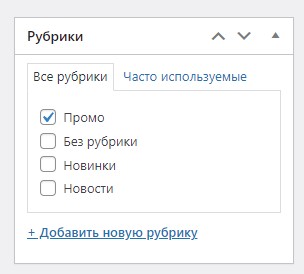 Рубрики
Все рубрики Часто используемые
Промо
Без рубрики
Новинки
Новости
+ Добавить новую рубрику